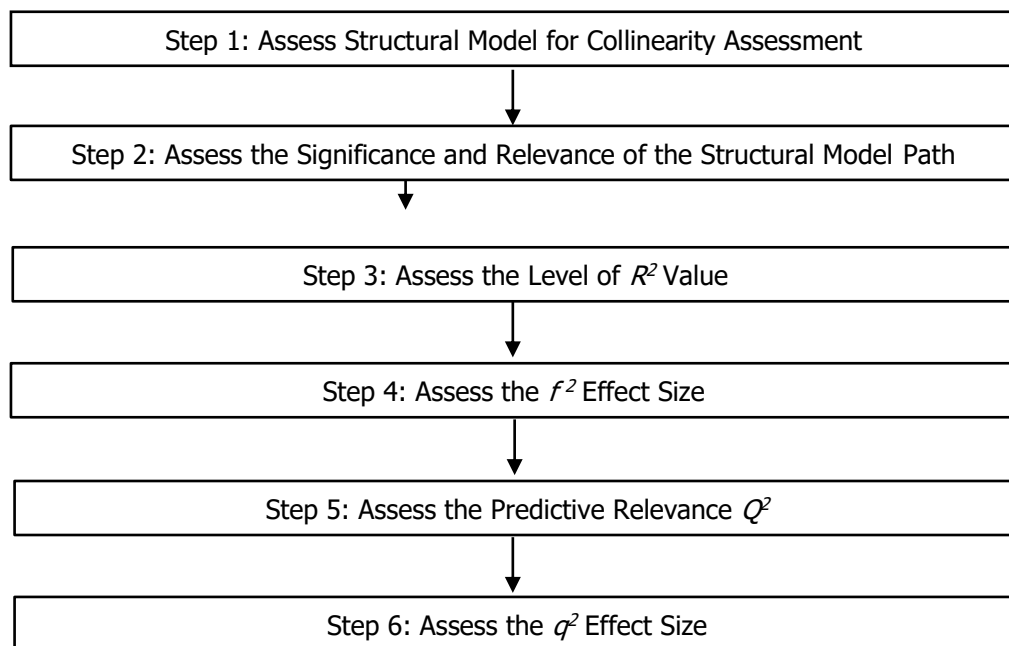 Step 1: Assess Structural Model for Collinearity Assessment
Step 2: Assess the Significance and Relevance of the Structural Model Path
Step 3: Assess the Level of R² Value
Step 4: Assess the f² Effect Size
Step 5: Assess the Predictive Relevance Q²
Step 6: Assess the q² Effect Size